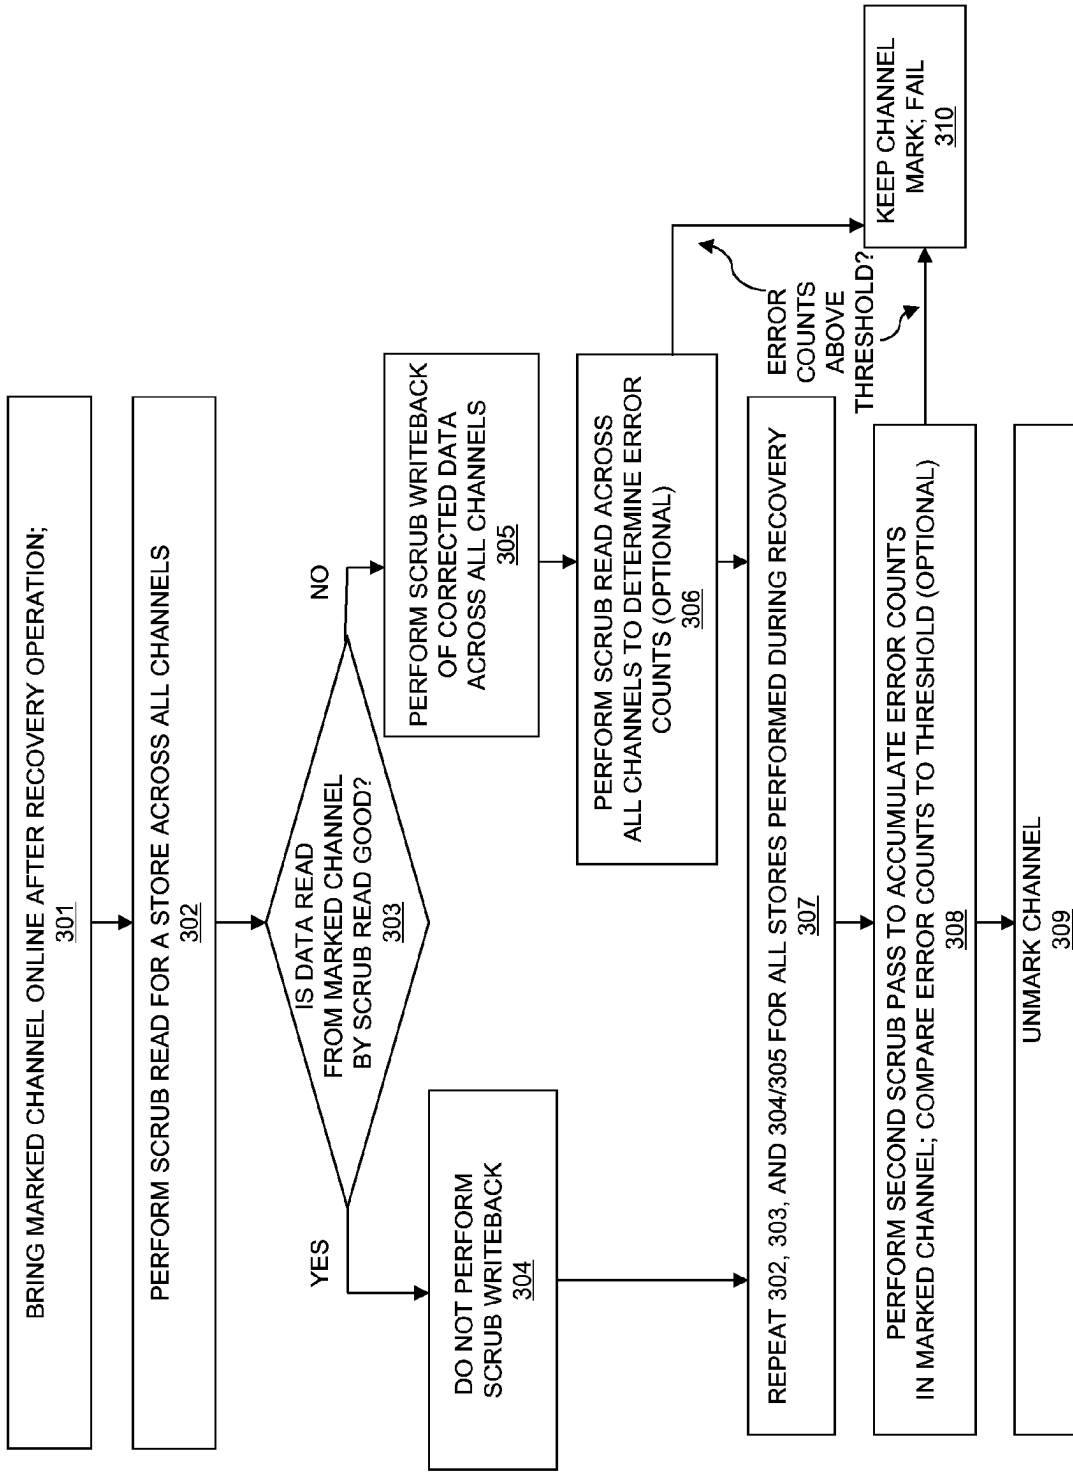 BRING MARKED CHANNEL ONLINE AFTER RECOVERY OPERATION;
301
PERFORM SCRUB READ FOR A STORE ACROSS ALL CHANNELS
302
IS DATA READ
FROM MARKED CHANNEL
BY SCRUB READ GOOD?
303
YES
NO
DO NOT PERFORM
SCRUB WRITEBACK
304
PERFORM SCRUB WRITEBACK
OF CORRECTED DATA
ACROSS ALL CHANNELS
305
PERFORM SCRUB READ ACROSS
ALL CHANNELS TO DETERMINE ERROR
COUNTS (OPTIONAL)
306
ERROR
COUNTS
ABOVE
THRESHOLD?
REPEAT 302, 303, AND 304/305 FOR ALL STORES PERFORMED DURING RECOVERY
307
PERFORM SECOND SCRUB PASS TO ACCUMULATE ERROR COUNTS
IN MARKED CHANNEL; COMPARE ERROR COUNTS TO THRESHOLD (OPTIONAL)
308
KEEP CHANNEL
MARK; FAIL
310
UNMARK CHANNEL
309